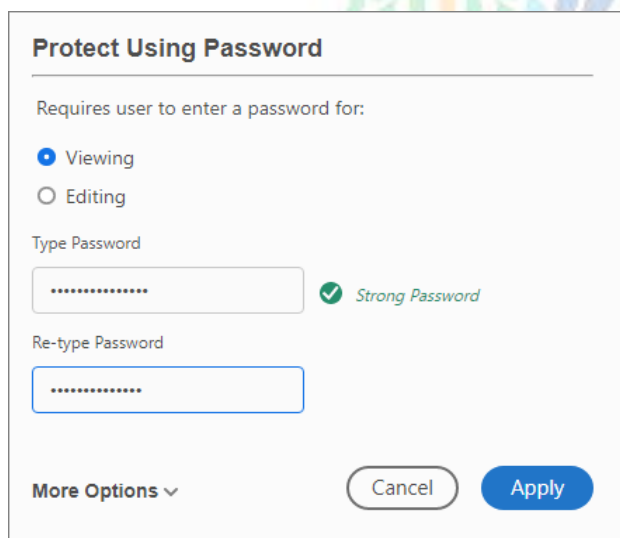 Protect Using Password
Requires user to enter a password for:
Viewing
Editing
Type Password
•••••••••••••••
Strong Password
Re-type Password
••••••••••••••
More Options
Cancel
Apply